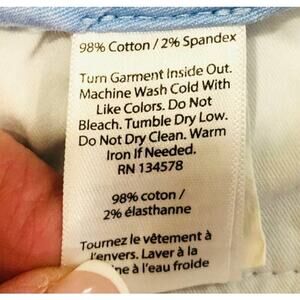 98% Cotton / 2% Spandex
Turn Garment Inside Out.
Machine Wash Cold With
Like Colors. Do Not
Bleach. Tumble Dry Low.
Do Not Dry Clean. Warm
Iron If Needed.
RN 134578
98% coton /
2% élasthanne
Tournez le vêtement à
l'envers. Laver à la
à l'eau froide